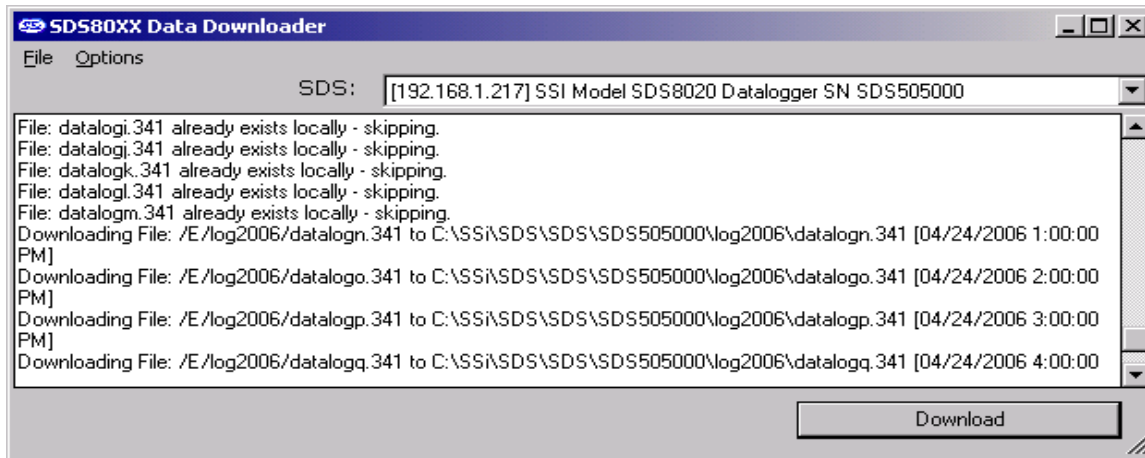 SDS80XX Data Downloader
File Options
SDS: [192.168.1.217] SSI Model SDS8020 Datalogger SN SDS505000
File: datalogi.341 already exists locally - skipping.
File: datalogj.341 already exists locally - skipping.
File: datalogk.341 already exists locally - skipping.
File: datalogl.341 already exists locally - skipping.
File: datalogm.341 already exists locally - skipping.
Downloading File: /E/log2006/datalogn.341 to C:\SSi\SDS\SDS\SDS505000\log2006\datalogn.341 [04/24/2006 1:00:00
PM]
Downloading File: /E/log2006/datalogo.341 to C:\SSi\SDS\SDS\SDS505000\log2006\datalogo.341 [04/24/2006 2:00:00
PM]
Downloading File: /E/log2006/datalogp.341 to C:\SSi\SDS\SDS\SDS505000\log2006\datalogp.341 [04/24/2006 3:00:00
PM]
Downloading File: /E/log2006/datalogq.341 to C:\SSi\SDS\SDS\SDS505000\log2006\datalogq.341 [04/24/2006 4:00:00
Download